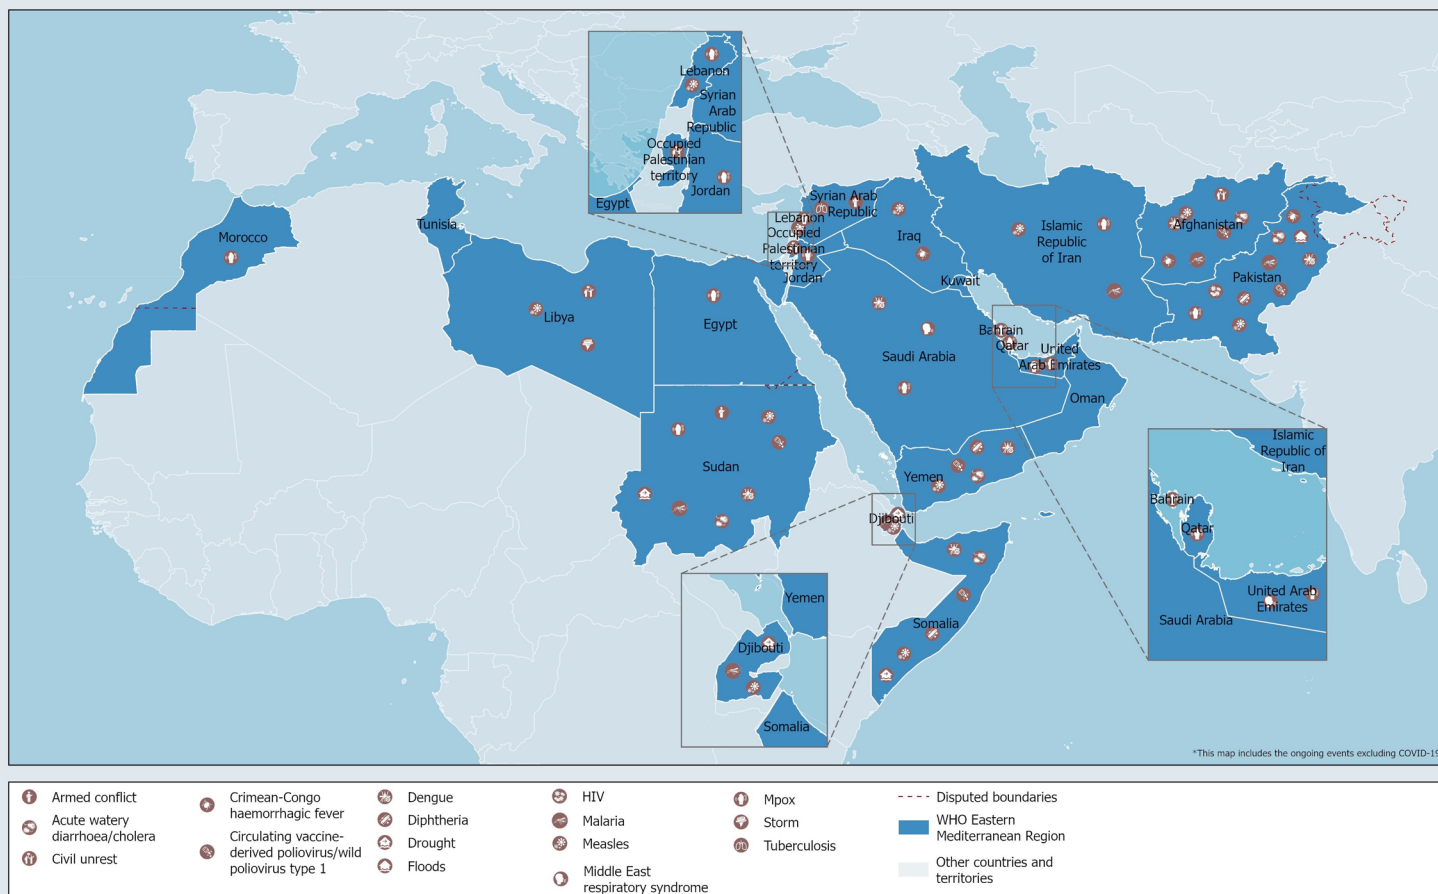 Lebanon
Syrian
Arab
Republic
Occupied
Palestinian
territory
Jordan
Egypt
Morocco
Tunisia
Libya
Egypt
Sudan
Lebanon
Occupied
Palestinian
territory
Jordan
Syrian Arab
Republic
Iraq
Kuwait
Islamic
Republic
of Iran
Afghanistan
Pakistan
Bahrain
Qatar
United
Arab Emirates
Saudi Arabia
Oman
Yemen
Djibouti
Somalia
Yemen
Djibouti
Somalia
Islamic
Republic of
Iran
Bahrain
Qatar
United Arab
Emirates
Saudi Arabia
*This map includes the ongoing events excluding COVID-19
Armed conflict
Acute watery
diarrhoea/cholera
Civil unrest
Crimean-Congo
haemorrhagic fever
Circulating vaccine-
derived poliovirus/wild
poliovirus type 1
Dengue
Diphtheria
Drought
Floods
HIV
Malaria
Measles
Middle East
respiratory syndrome
Mpox
Storm
Tuberculosis
Disputed boundaries
WHO Eastern
Mediterranean Region
Other countries and
territories